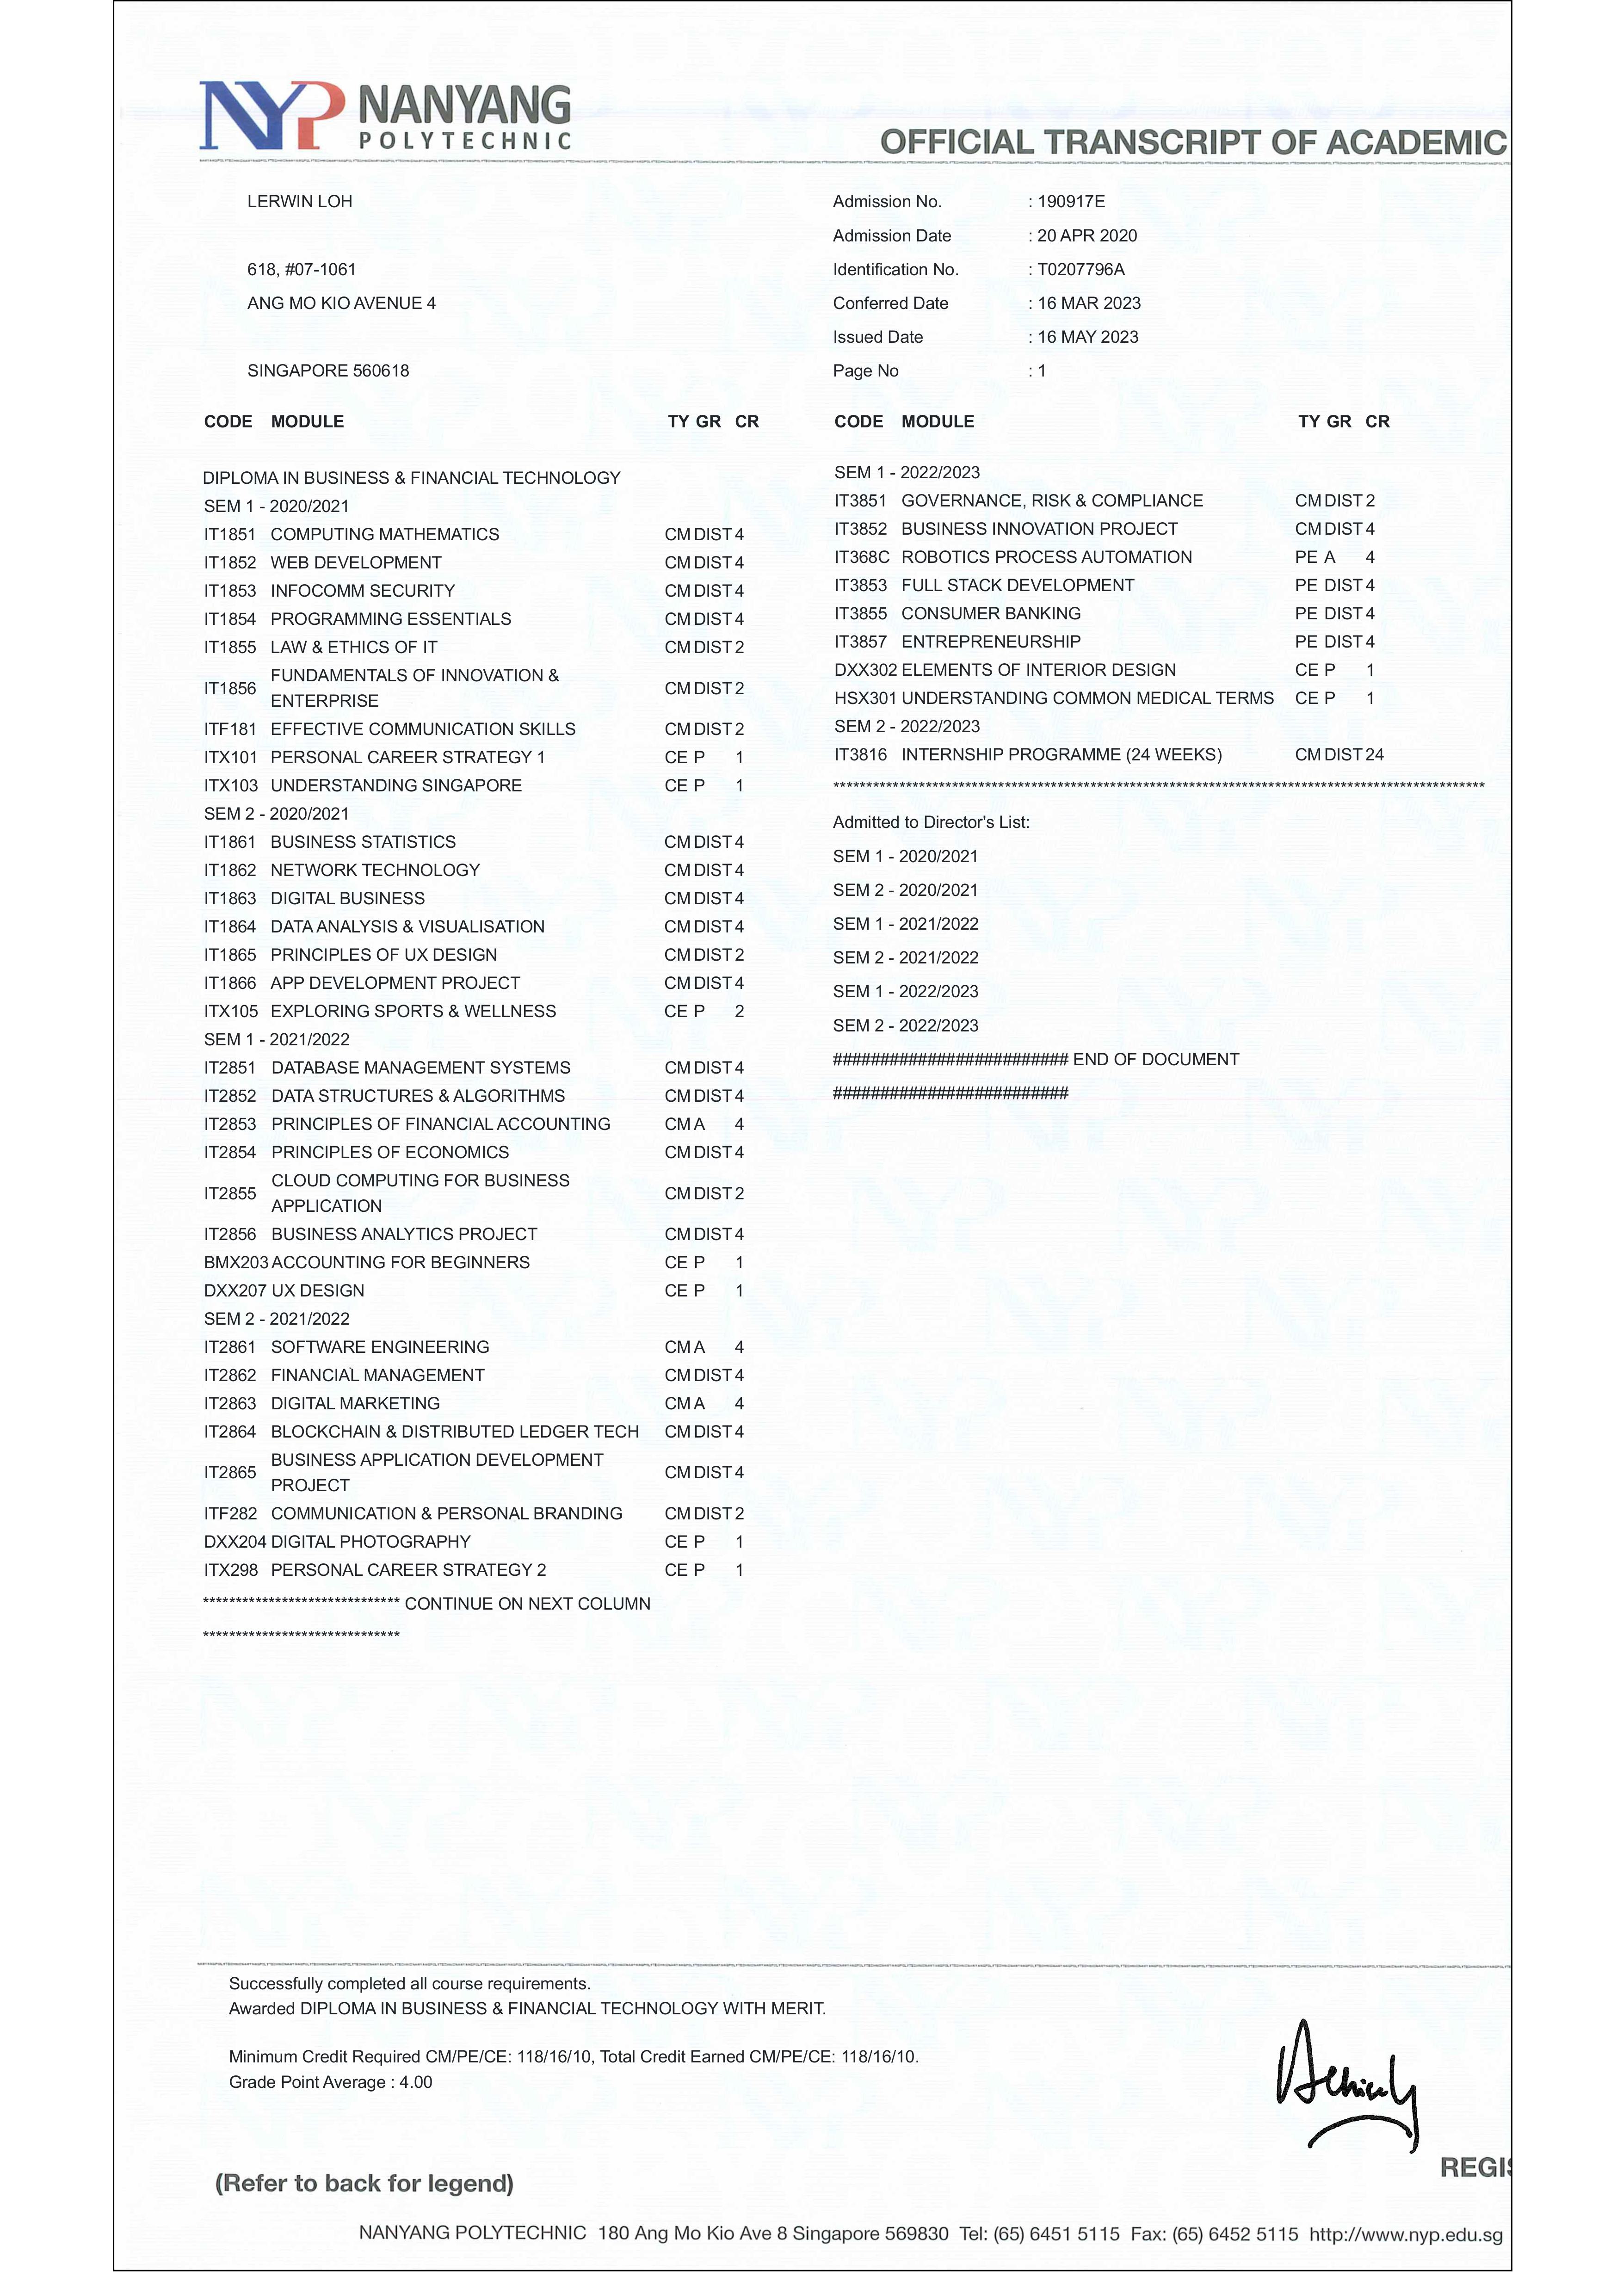 NYP NANYANG
POLYTECHNIC
OFFICIAL TRANSCRIPT OF ACADEMIC
LERWIN LOH
618, #07-1061
ANG MO KIO AVENUE 4
SINGAPORE 560618
Admission No. : 190917E
Admission Date : 20 APR 2020
Identification No. : T0207796A
Conferred Date : 16 MAR 2023
Issued Date : 16 MAY 2023
Page No : 1
CODE MODULE TY GR CR
DIPLOMA IN BUSINESS & FINANCIAL TECHNOLOGY
SEM 1 - 2020/2021
IT1851 COMPUTING MATHEMATICS CM DIST 4
IT1852 WEB DEVELOPMENT CM DIST 4
IT1853 INFOCOMM SECURITY CM DIST 4
IT1854 PROGRAMMING ESSENTIALS CM DIST 4
IT1855 LAW & ETHICS OF IT CM DIST 2
IT1856 FUNDAMENTALS OF INNOVATION &
ENTERPRISE CM DIST 2
ITF181 EFFECTIVE COMMUNICATION SKILLS CM DIST 2
ITX101 PERSONAL CAREER STRATEGY 1 CE P 1
ITX103 UNDERSTANDING SINGAPORE CE P 1
SEM 2 - 2020/2021
IT1861 BUSINESS STATISTICS CM DIST 4
IT1862 NETWORK TECHNOLOGY CM DIST 4
IT1863 DIGITAL BUSINESS CM DIST 4
IT1864 DATA ANALYSIS & VISUALISATION CM DIST 4
IT1865 PRINCIPLES OF UX DESIGN CM DIST 2
IT1866 APP DEVELOPMENT PROJECT CM DIST 4
ITX105 EXPLORING SPORTS & WELLNESS CE P 2
SEM 1 - 2021/2022
IT2851 DATABASE MANAGEMENT SYSTEMS CM DIST 4
IT2852 DATA STRUCTURES & ALGORITHMS CM DIST 4
IT2853 PRINCIPLES OF FINANCIAL ACCOUNTING CM A 4
IT2854 PRINCIPLES OF ECONOMICS CM DIST 4
IT2855 CLOUD COMPUTING FOR BUSINESS
APPLICATION CM DIST 2
IT2856 BUSINESS ANALYTICS PROJECT CM DIST 4
BMX203 ACCOUNTING FOR BEGINNERS CE P 1
DXX207 UX DESIGN CE P 1
SEM 2 - 2021/2022
IT2861 SOFTWARE ENGINEERING CM A 4
IT2862 FINANCIAL MANAGEMENT CM DIST 4
IT2863 DIGITAL MARKETING CM A 4
IT2864 BLOCKCHAIN & DISTRIBUTED LEDGER TECH CM DIST 4
IT2865 BUSINESS APPLICATION DEVELOPMENT
PROJECT CM DIST 4
ITF282 COMMUNICATION & PERSONAL BRANDING CM DIST 2
DXX204 DIGITAL PHOTOGRAPHY CE P 1
ITX298 PERSONAL CAREER STRATEGY 2 CE P 1
****************************** CONTINUE ON NEXT COLUMN
******************************
CODE MODULE TY GR CR
SEM 1 - 2022/2023
IT3851 GOVERNANCE, RISK & COMPLIANCE CM DIST 2
IT3852 BUSINESS INNOVATION PROJECT CM DIST 4
IT368C ROBOTICS PROCESS AUTOMATION PE A 4
IT3853 FULL STACK DEVELOPMENT PE DIST 4
IT3855 CONSUMER BANKING PE DIST 4
IT3857 ENTREPRENEURSHIP PE DIST 4
DXX302 ELEMENTS OF INTERIOR DESIGN CE P 1
HSX301 UNDERSTANDING COMMON MEDICAL TERMS CE P 1
SEM 2 - 2022/2023
IT3816 INTERNSHIP PROGRAMME (24 WEEKS) CM DIST 24
***************************************************************************************************
Admitted to Director's List:
SEM 1 - 2020/2021
SEM 2 - 2020/2021
SEM 1 - 2021/2022
SEM 2 - 2021/2022
SEM 1 - 2022/2023
SEM 2 - 2022/2023
######################### END OF DOCUMENT
#########################
Successfully completed all course requirements.
Awarded DIPLOMA IN BUSINESS & FINANCIAL TECHNOLOGY WITH MERIT.
Minimum Credit Required CM/PE/CE: 118/16/10, Total Credit Earned CM/PE/CE: 118/16/10.
Grade Point Average : 4.00
REGIS
(Refer to back for legend)
NANYANG POLYTECHNIC 180 Ang Mo Kio Ave 8 Singapore 569830 Tel: (65) 6451 5115 Fax: (65) 6452 5115 http://www.nyp.edu.sg